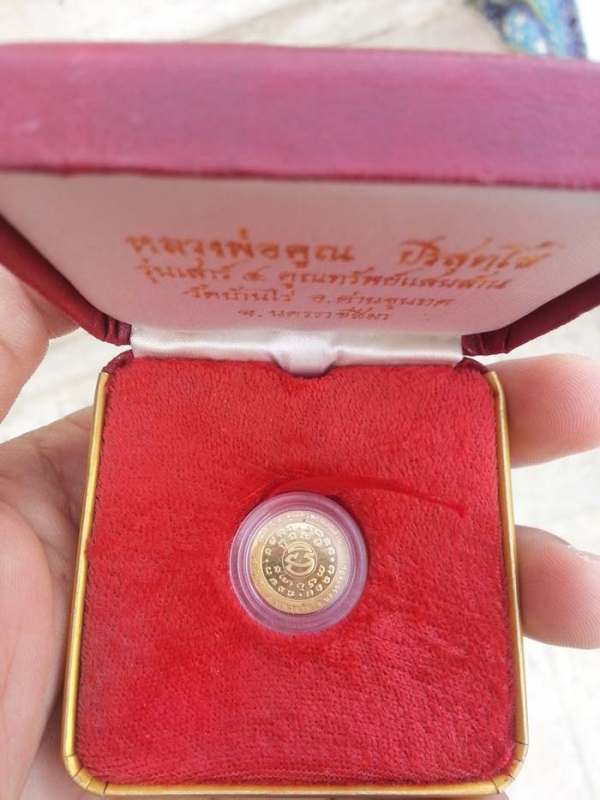 หลวงพ่อคูณ ปริสุทฺโธ
รุ่นเสาร์ ๕ คูณทรัพย์แสนล้าน
วัดบ้านไร่ อ.ด่านขุนทด
จ.นครราชสีมา